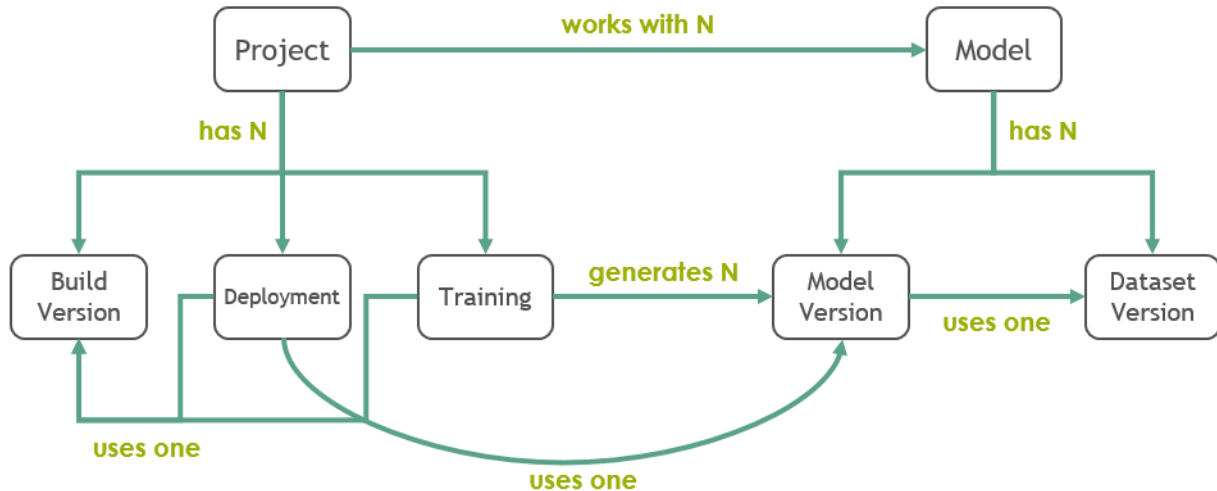 works with N
Project
Model
has N
has N
Build
Version
Deployment
Training
generates N
Model
Version
uses one
Dataset
Version
uses one
uses one